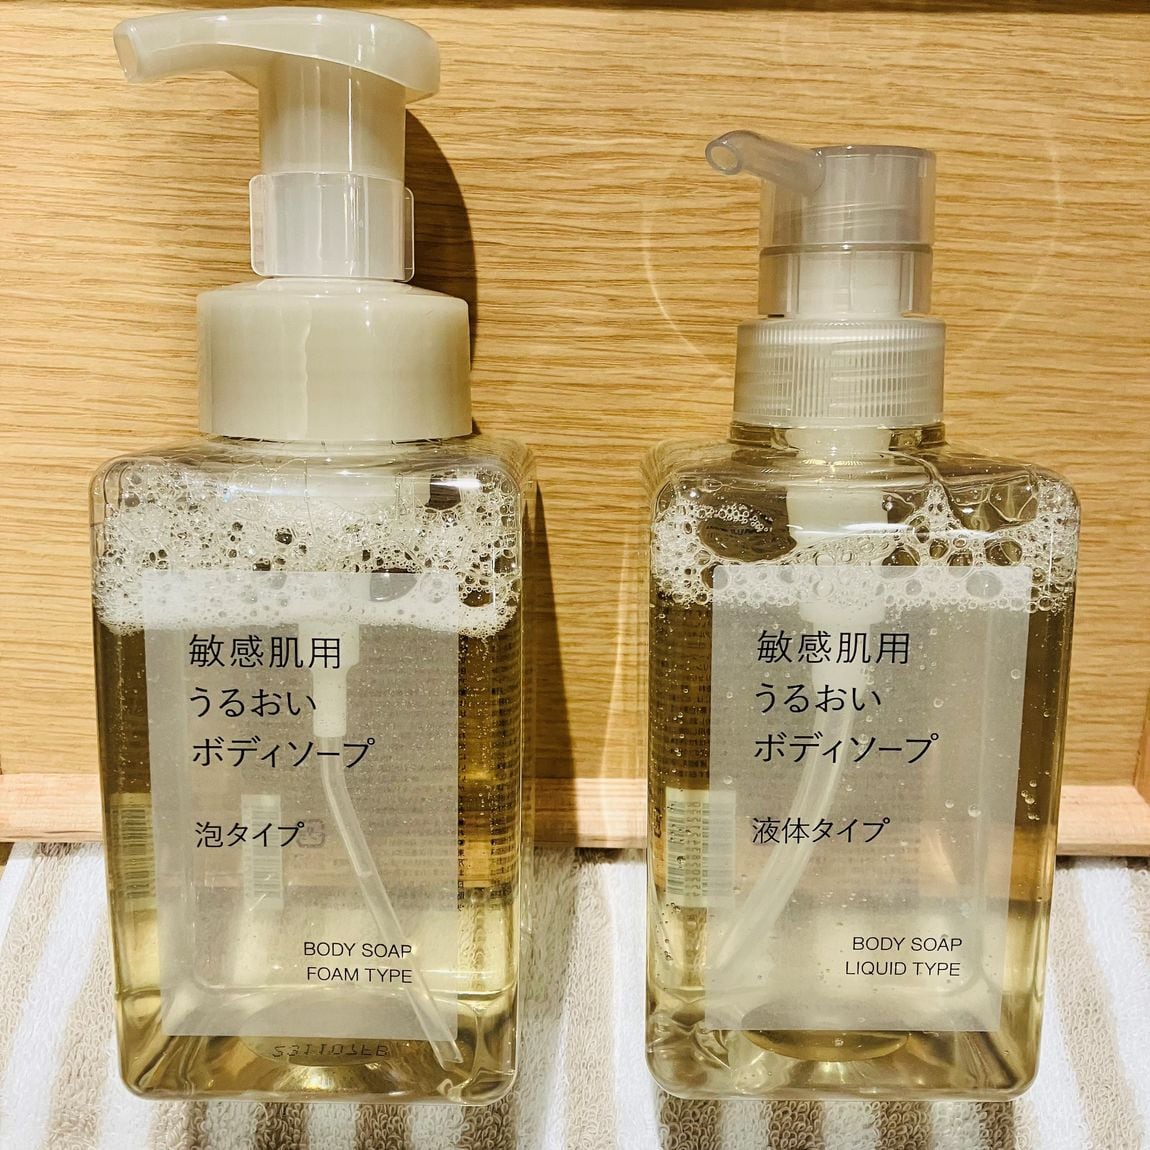 敏感肌用
うるおい
ボディソープ
泡タイプ
BODY SOAP
FOAM TYPE
敏感肌用
うるおい
ボディソープ
液体タイプ
BODY SOAP
LIQUID TYPE